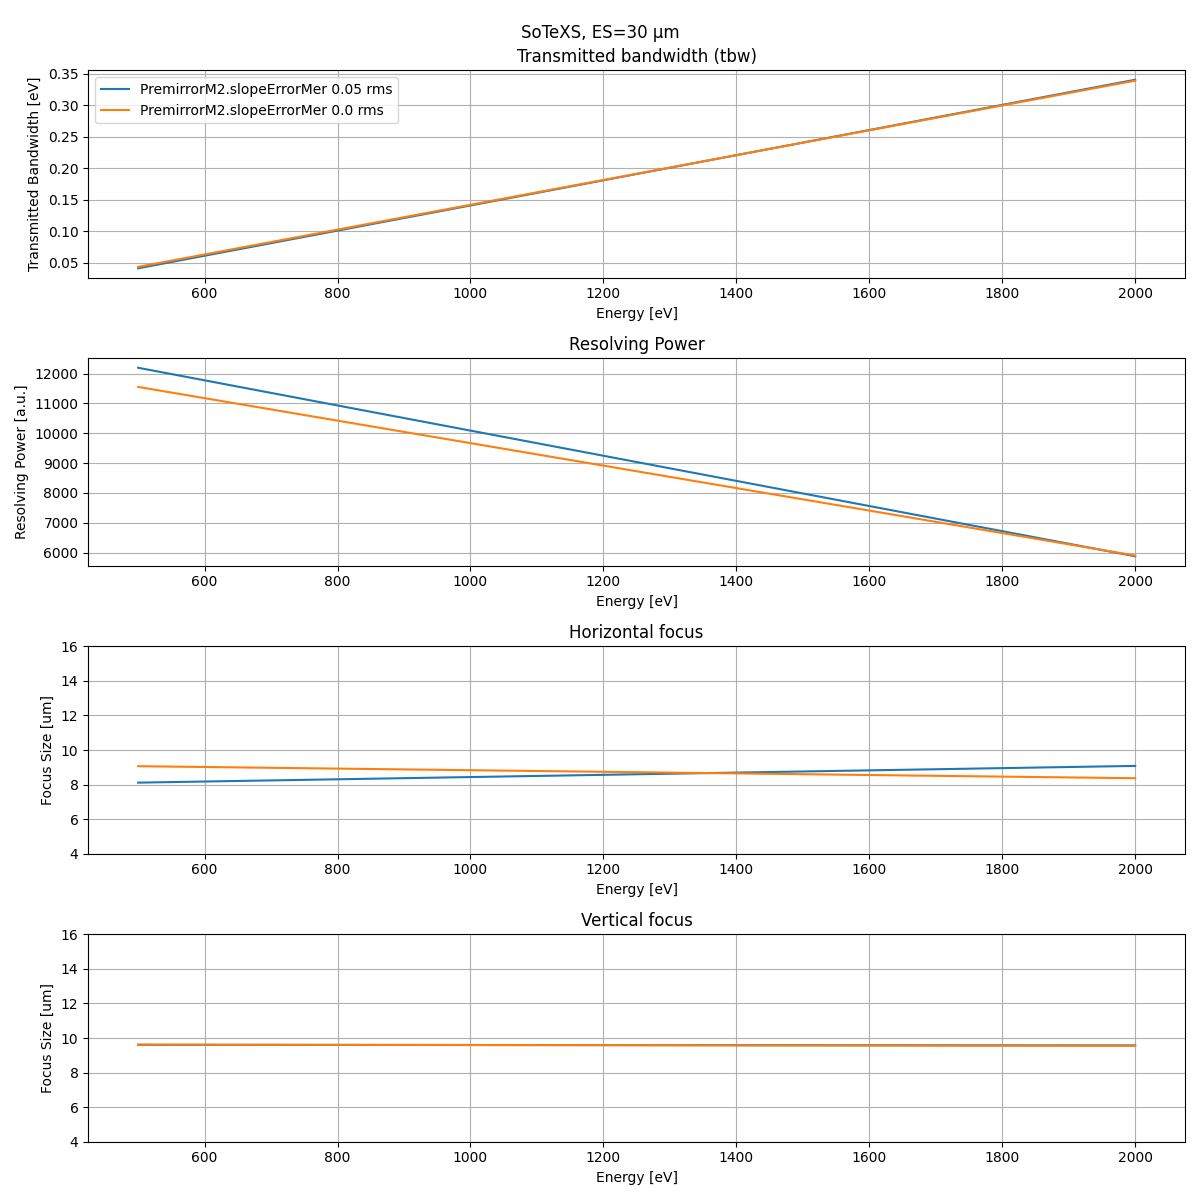 SoTeXS, ES=30 μm
Transmitted bandwidth (tbw)
Transmitted Bandwidth [eV]
0.35
0.30
0.25
0.20
0.15
0.10
0.05
PremirrorM2.slopeErrorMer 0.05 rms
PremirrorM2.slopeErrorMer 0.0 rms
600 800 1000 1200 1400 1600 1800 2000
Energy [eV]
Resolving Power
Resolving Power [a.u.]
12000
11000
10000
9000
8000
7000
6000
600 800 1000 1200 1400 1600 1800 2000
Energy [eV]
Horizontal focus
Focus Size [um]
16
14
12
10
8
6
4
600 800 1000 1200 1400 1600 1800 2000
Energy [eV]
Vertical focus
Focus Size [um]
16
14
12
10
8
6
4
600 800 1000 1200 1400 1600 1800 2000
Energy [eV]